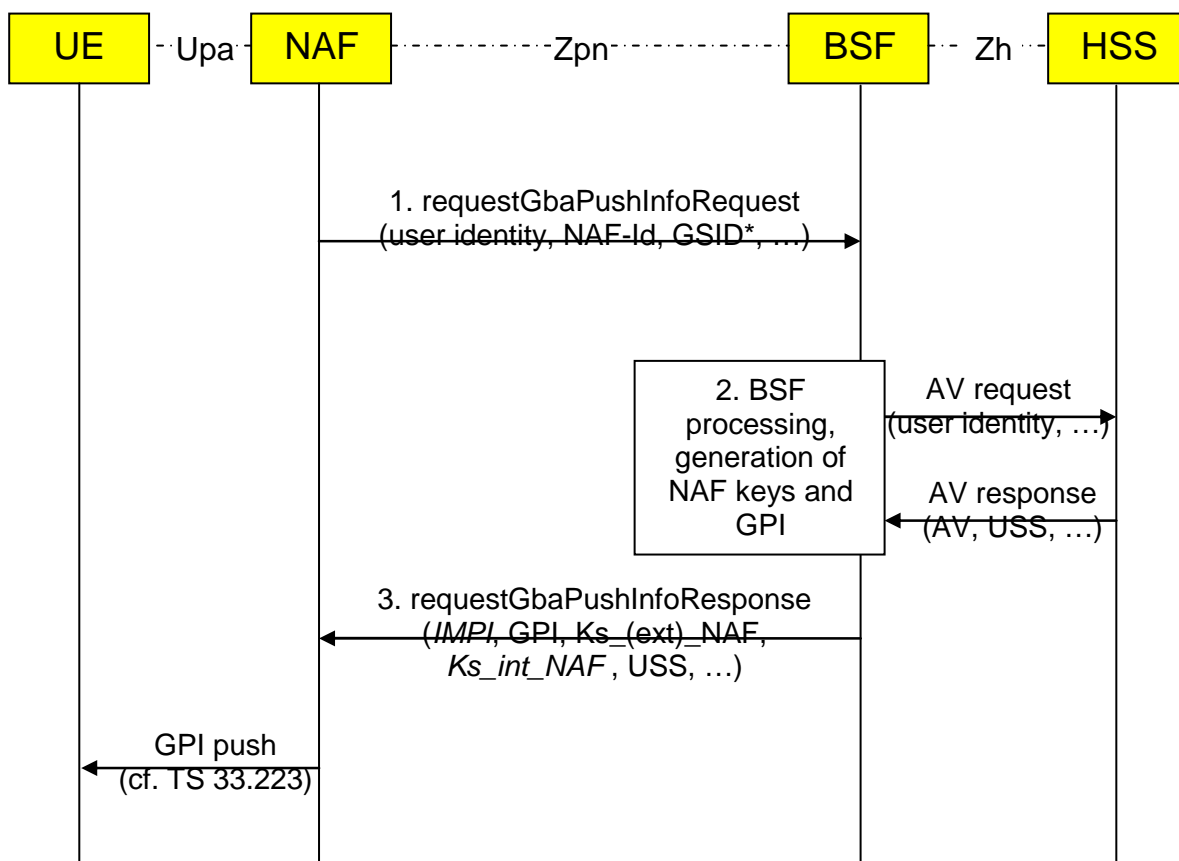 UE
Upa
NAF
Zpn
BSF
Zh
HSS
1. requestGbaPushInfoRequest
(user identity, NAF-Id, GSID*, …)
2. BSF
processing,
generation of
NAF keys and
GPI
AV request
(user identity, …)
AV response
(AV, USS, …)
3. requestGbaPushInfoResponse
(IMPI, GPI, Ks_(ext)_NAF,
Ks_int_NAF , USS, …)
GPI push
(cf. TS 33.223)